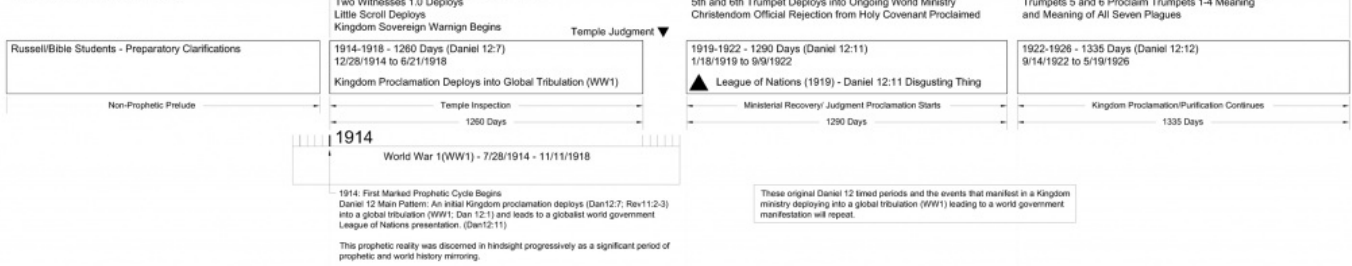 Two Witnesses 1.0 Deploys
Little Scroll Deploys
Kingdom Sovereign Warnign Begins
Temple Judgment
5th and 6th Trumpet Deploys into Ongoing World Ministry
Christendom Official Rejection from Holy Covenant Proclaimed
Trumpets 5 and 6 Proclaim Trumpets 1-4 Meaning
and Meaning of All Seven Plagues
Russell/Bible Students - Preparatory Clarifications
1914-1918 - 1260 Days (Daniel 12:7)
12/28/1914 to 6/21/1918
Kingdom Proclamation Deploys into Global Tribulation (WW1)
1919-1922 - 1290 Days (Daniel 12:11)
1/18/1919 to 9/9/1922
League of Nations (1919) - Daniel 12:11 Disgusting Thing
1922-1926 - 1335 Days (Daniel 12:12)
9/14/1922 to 5/19/1926
Non-Prophetic Prelude
Temple Inspection
Ministerial Recovery/ Judgment Proclamation Starts
Kingdom Proclamation/Purification Continues
1260 Days
1290 Days
1335 Days
1914
World War 1(WW1) - 7/28/1914 - 11/11/1918
1914: First Marked Prophetic Cycle Begins
Daniel 12 Main Pattern: An initial Kingdom proclamation deploys (Dan12:7; Rev11:2-3)
into a global tribulation (WW1; Dan 12:1) and leads to a globalist world government
League of Nations presentation. (Dan12:11)
This prophetic reality was discerned in hindsight progressively as a significant period of
prophetic and world history mirroring.
These original Daniel 12 timed periods and the events that manifest in a Kingdom
ministry deploying into a global tribulation (WW1) leading to a world government
manifestation will repeat.